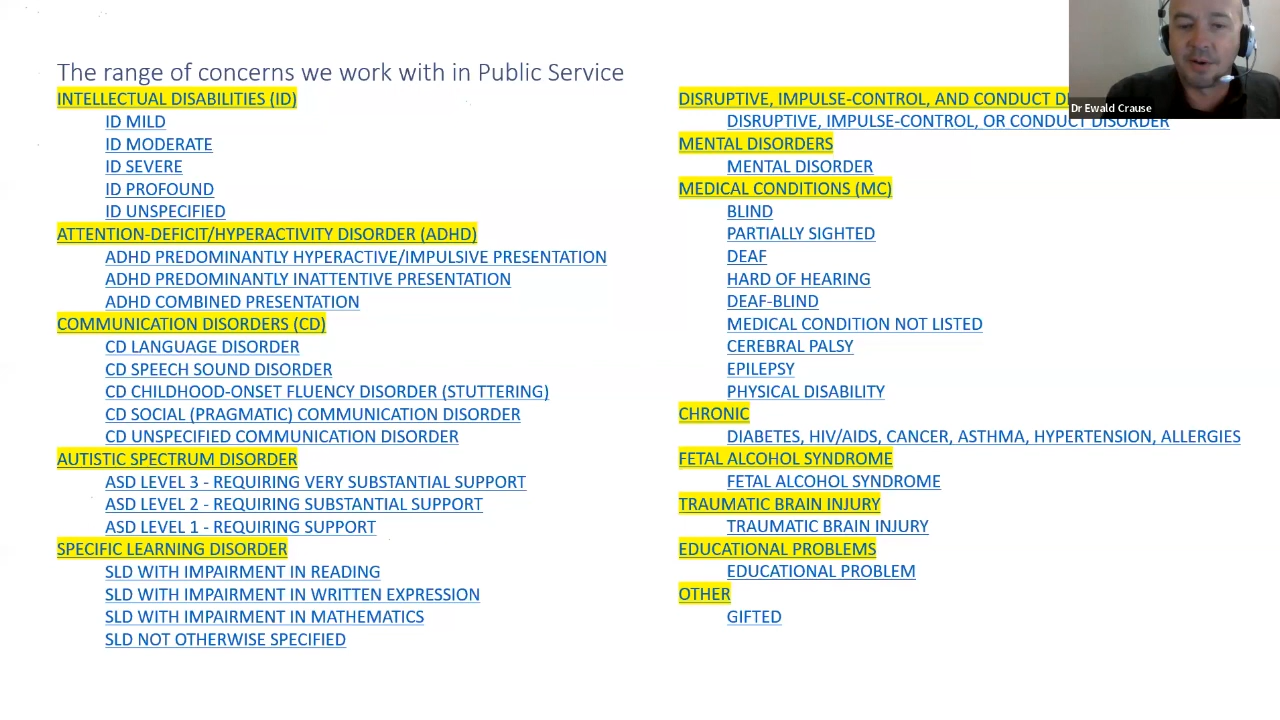 The range of concerns we work with in Public Service
INTELLECTUAL DISABILITIES (ID)
ID MILD
ID MODERATE
ID SEVERE
ID PROFOUND
ID UNSPECIFIED
ATTENTION-DEFICIT/HYPERACTIVITY DISORDER (ADHD)
ADHD PREDOMINANTLY HYPERACTIVE/IMPULSIVE PRESENTATION
ADHD PREDOMINANTLY INATTENTIVE PRESENTATION
ADHD COMBINED PRESENTATION
COMMUNICATION DISORDERS (CD)
CD LANGUAGE DISORDER
CD SPEECH SOUND DISORDER
CD CHILDHOOD-ONSET FLUENCY DISORDER (STUTTERING)
CD SOCIAL (PRAGMATIC) COMMUNICATION DISORDER
CD UNSPECIFIED COMMUNICATION DISORDER
AUTISTIC SPECTRUM DISORDER
ASD LEVEL 3 - REQUIRING VERY SUBSTANTIAL SUPPORT
ASD LEVEL 2 - REQUIRING SUBSTANTIAL SUPPORT
ASD LEVEL 1 - REQUIRING SUPPORT
SPECIFIC LEARNING DISORDER
SLD WITH IMPAIRMENT IN READING
SLD WITH IMPAIRMENT IN WRITTEN EXPRESSION
SLD WITH IMPAIRMENT IN MATHEMATICS
SLD NOT OTHERWISE SPECIFIED
DISRUPTIVE, IMPULSE-CONTROL, AND CONDUCT
DISRUPTIVE, IMPULSE-CONTROL, OR CONDUCT DISORDER
MENTAL DISORDERS
MENTAL DISORDER
MEDICAL CONDITIONS (MC)
BLIND
PARTIALLY SIGHTED
DEAF
HARD OF HEARING
DEAF-BLIND
MEDICAL CONDITION NOT LISTED
CEREBRAL PALSY
EPILEPSY
PHYSICAL DISABILITY
CHRONIC
DIABETES, HIV/AIDS, CANCER, ASTHMA, HYPERTENSION, ALLERGIES
FETAL ALCOHOL SYNDROME
FETAL ALCOHOL SYNDROME
TRAUMATIC BRAIN INJURY
TRAUMATIC BRAIN INJURY
EDUCATIONAL PROBLEMS
EDUCATIONAL PROBLEM
OTHER
GIFTED
Dr Ewald Crause